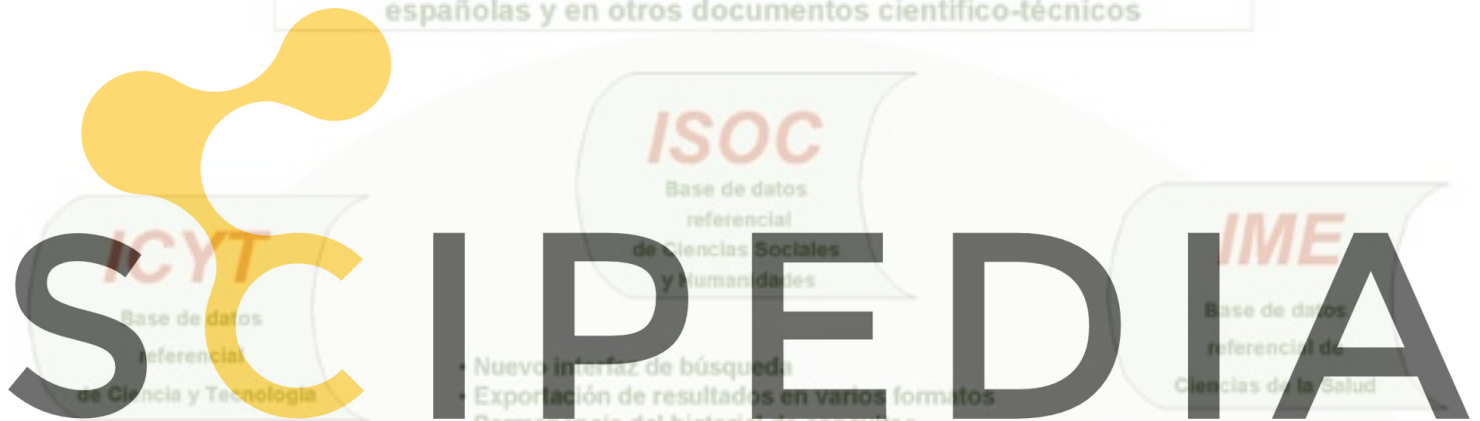 españolas y en otros documentos científico-técnicos
ISOC
Base de datos
referencial
de Ciencias Sociales
y Humanidades
ICYT
Base de datos
referencial
de Ciencia y Tecnología
IME
Base de datos
referencial de
Ciencias de la Salud
SCIPEDIA
• Nuevo interfaz de búsqueda
• Exportación de resultados en varios formatos